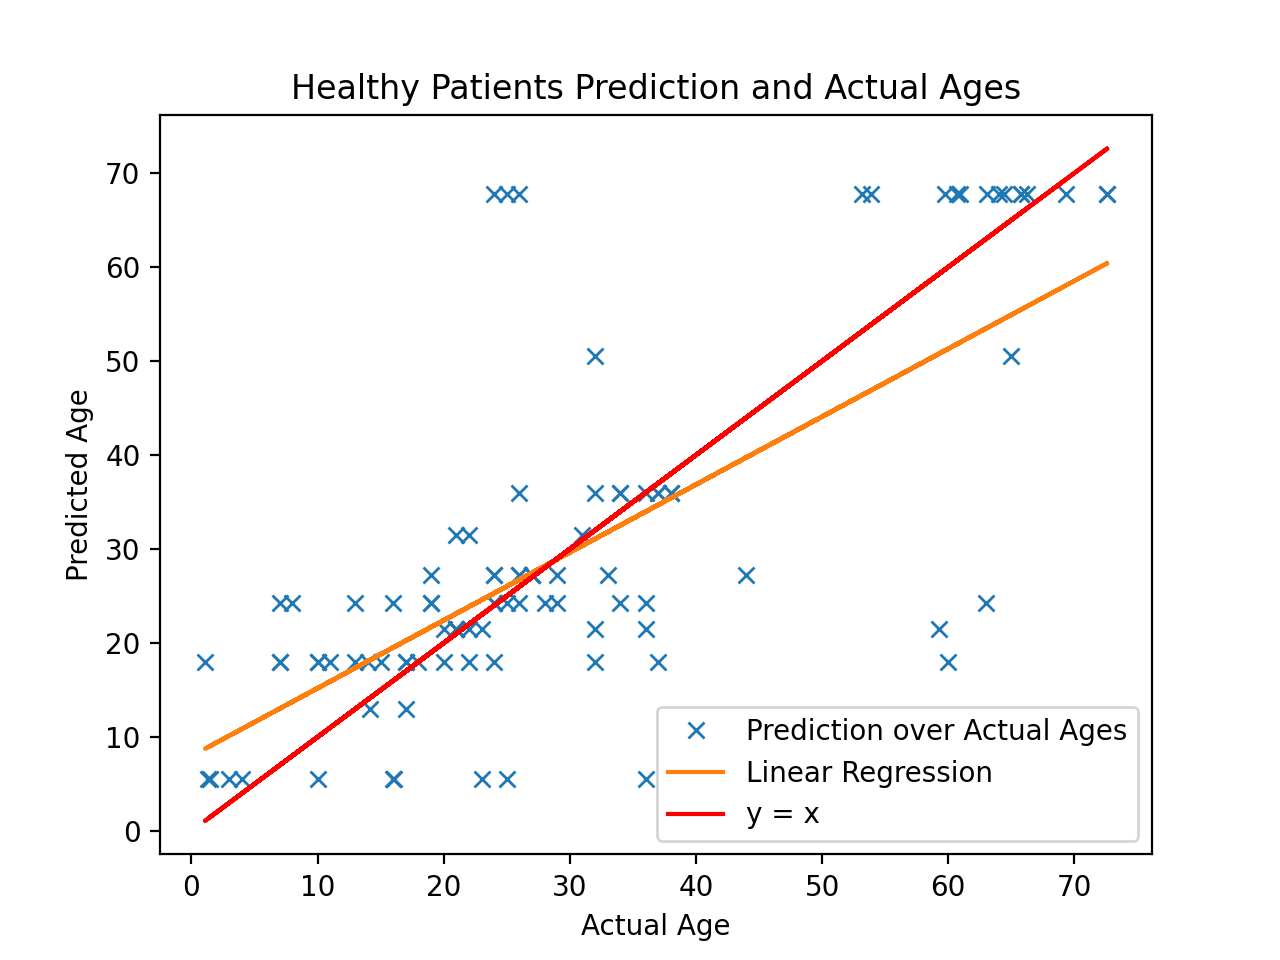 Healthy Patients Prediction and Actual Ages
70
60
50
40
30
20
10
0
Predicted Age
Prediction over Actual Ages
Linear Regression
y = x
0 10 20 30 40 50 60 70
Actual Age